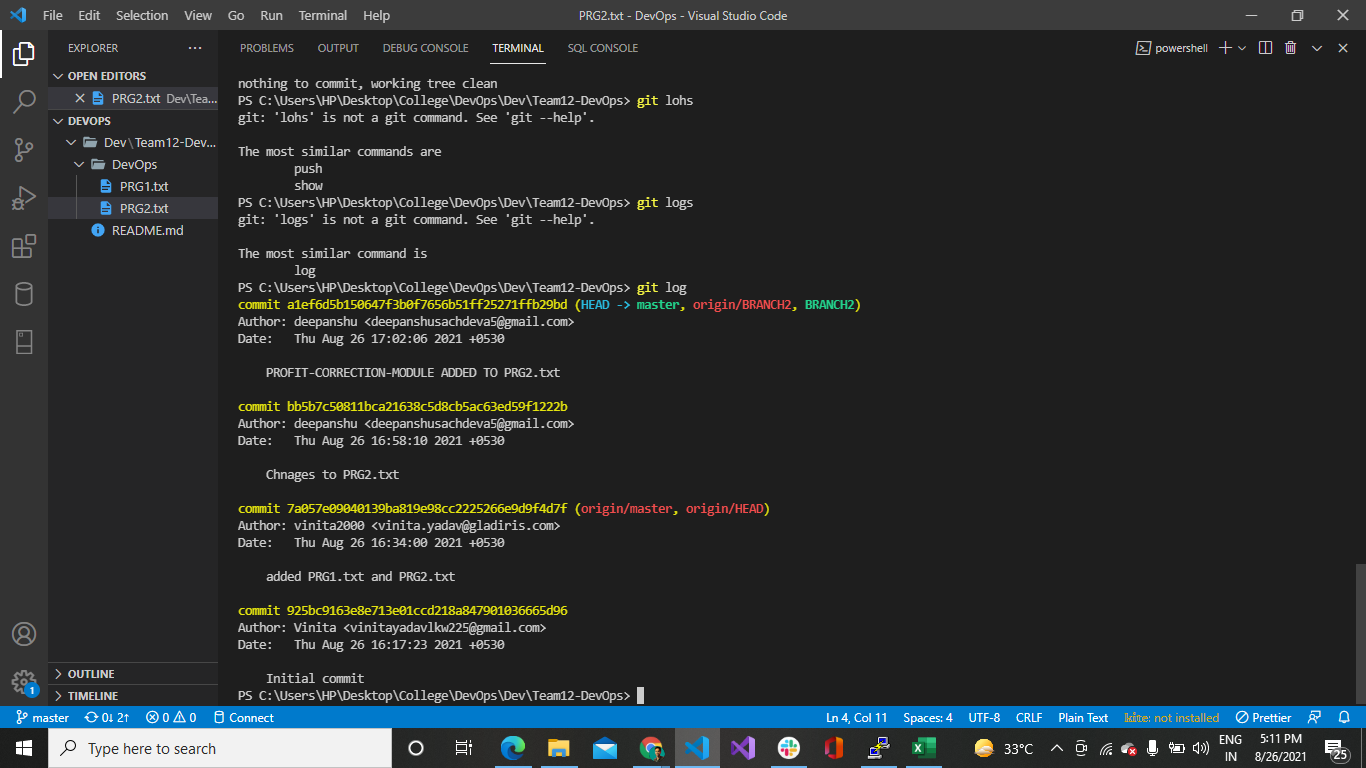 File Edit Selection View Go Run Terminal Help PRG2.txt - DevOps - Visual Studio Code
EXPLORER ···
OPEN EDITORS
PRG2.txt Dev\Tea...
DEVOPS
Dev\Team12-Dev...
DevOps
PRG1.txt
PRG2.txt
README.md
OUTLINE
TIMELINE
PROBLEMS OUTPUT DEBUG CONSOLE TERMINAL SQL CONSOLE powershell
nothing to commit, working tree clean
PS C:\Users\HP\Desktop\College\DevOps\Dev\Team12-DevOps> git lohs
git: 'lohs' is not a git command. See 'git --help'.
The most similar commands are
push
show
PS C:\Users\HP\Desktop\College\DevOps\Dev\Team12-DevOps> git logs
git: 'logs' is not a git command. See 'git --help'.
The most similar command is
log
PS C:\Users\HP\Desktop\College\DevOps\Dev\Team12-DevOps> git log
commit a1ef6d5b150647f3b0f7656b51ff25271ffb29bd (HEAD -> master, origin/BRANCH2, BRANCH2)
Author: deepanshu <deepanshusachdeva5@gmail.com>
Date: Thu Aug 26 17:02:06 2021 +0530
PROFIT-CORRECTION-MODULE ADDED TO PRG2.txt
commit bb5b7c50811bca21638c5d8cb5ac63ed59f1222b
Author: deepanshu <deepanshusachdeva5@gmail.com>
Date: Thu Aug 26 16:58:10 2021 +0530
Chnages to PRG2.txt
commit 7a057e09040139ba819e98cc2225266e9d9f4d7f (origin/master, origin/HEAD)
Author: vinita2000 <vinita.yadav@gladiris.com>
Date: Thu Aug 26 16:34:00 2021 +0530
added PRG1.txt and PRG2.txt
commit 925bc9163e8e713e01ccd218a847901036665d96
Author: Vinita <vinitayadavlkw225@gmail.com>
Date: Thu Aug 26 16:17:23 2021 +0530
Initial commit
PS C:\Users\HP\Desktop\College\DevOps\Dev\Team12-DevOps>
1
master 0↓ 2↑ 0 0 Connect Ln 4, Col 11 Spaces: 4 UTF-8 CRLF Plain Text kite: not installed Prettier
Type here to search 33°C ENG IN 5:11 PM 8/26/2021 25